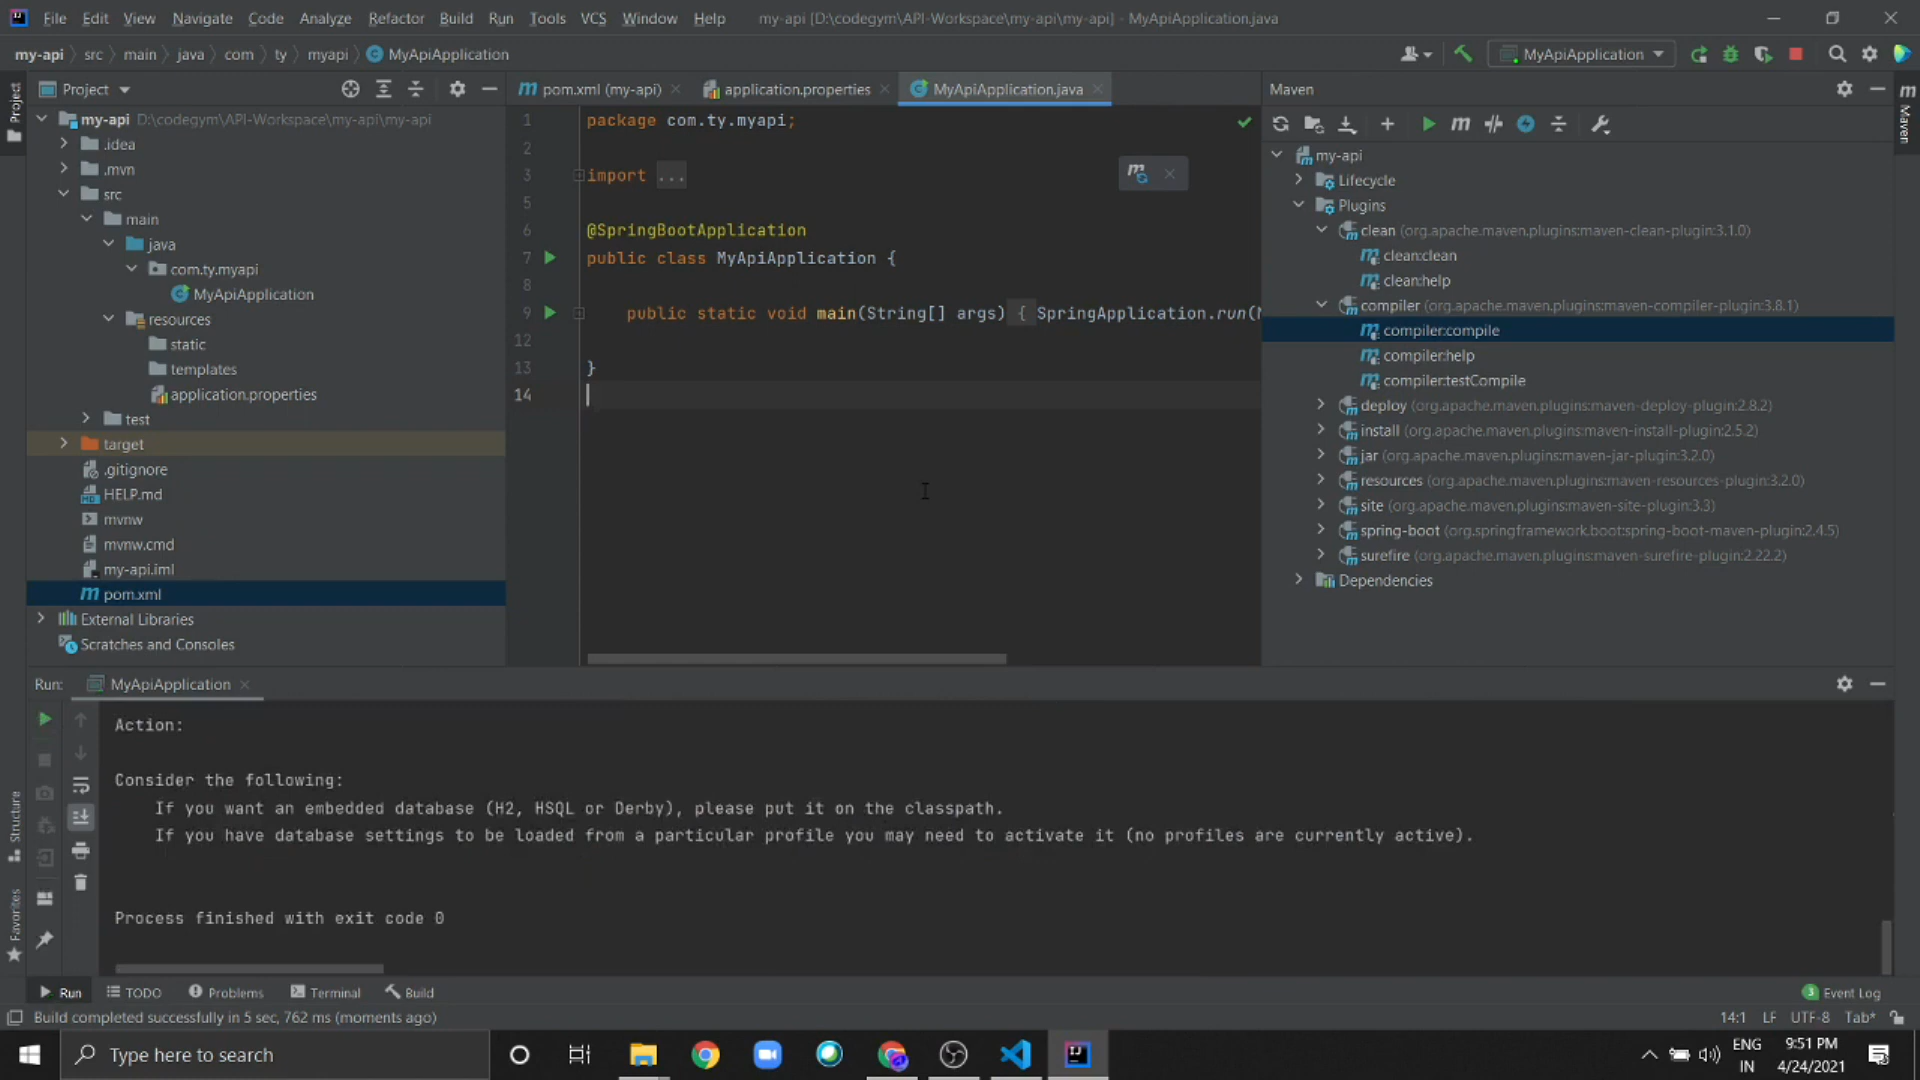 File Edit View Navigate Code Analyze Refactor Build Run Tools VCS Window Help my-api [D:\codegym\API-Workspace\my-api\my-api] - MyApiApplication.java
my-api src main java com ty myapi MyApiApplication
MyApiApplication
Project
Project
my-api D:\codegym\API-Workspace\my-api\my-api
.idea
.mvn
src
main
java
com.ty.myapi
MyApiApplication
resources
static
templates
application.properties
test
target
.gitignore
HELP.md
mvnw
mvnw.cmd
my-api.iml
pom.xml
External Libraries
Scratches and Consoles
pom.xml (my-api) application.properties MyApiApplication.java
1 package com.ty.myapi;
2
3 import ...
5
6 @SpringBootApplication
7 public class MyApiApplication {
8
9 public static void main(String[] args) { SpringApplication.run(
12
13 }
14
Maven
Maven
my-api
Lifecycle
Plugins
clean (org.apache.maven.plugins:maven-clean-plugin:3.1.0)
clean:clean
clean:help
compiler (org.apache.maven.plugins:maven-compiler-plugin:3.8.1)
compiler:compile
compiler:help
compiler:testCompile
deploy (org.apache.maven.plugins:maven-deploy-plugin:2.8.2)
install (org.apache.maven.plugins:maven-install-plugin:2.5.2)
jar (org.apache.maven.plugins:maven-jar-plugin:3.2.0)
resources (org.apache.maven.plugins:maven-resources-plugin:3.2.0)
site (org.apache.maven.plugins:maven-site-plugin:3.3)
spring-boot (org.springframework.boot:spring-boot-maven-plugin:2.4.5)
surefire (org.apache.maven.plugins:maven-surefire-plugin:2.22.2)
Dependencies
Run: MyApiApplication
Action:
Consider the following:
If you want an embedded database (H2, HSQL or Derby), please put it on the classpath.
If you have database settings to be loaded from a particular profile you may need to activate it (no profiles are currently active).
Process finished with exit code 0
Structure
Favorites
Run TODO Problems Terminal Build 3 Event Log
Build completed successfully in 5 sec, 762 ms (moments ago) 14:1 LF UTF-8 Tab*
Type here to search
ENG
IN
9:51 PM
4/24/2021